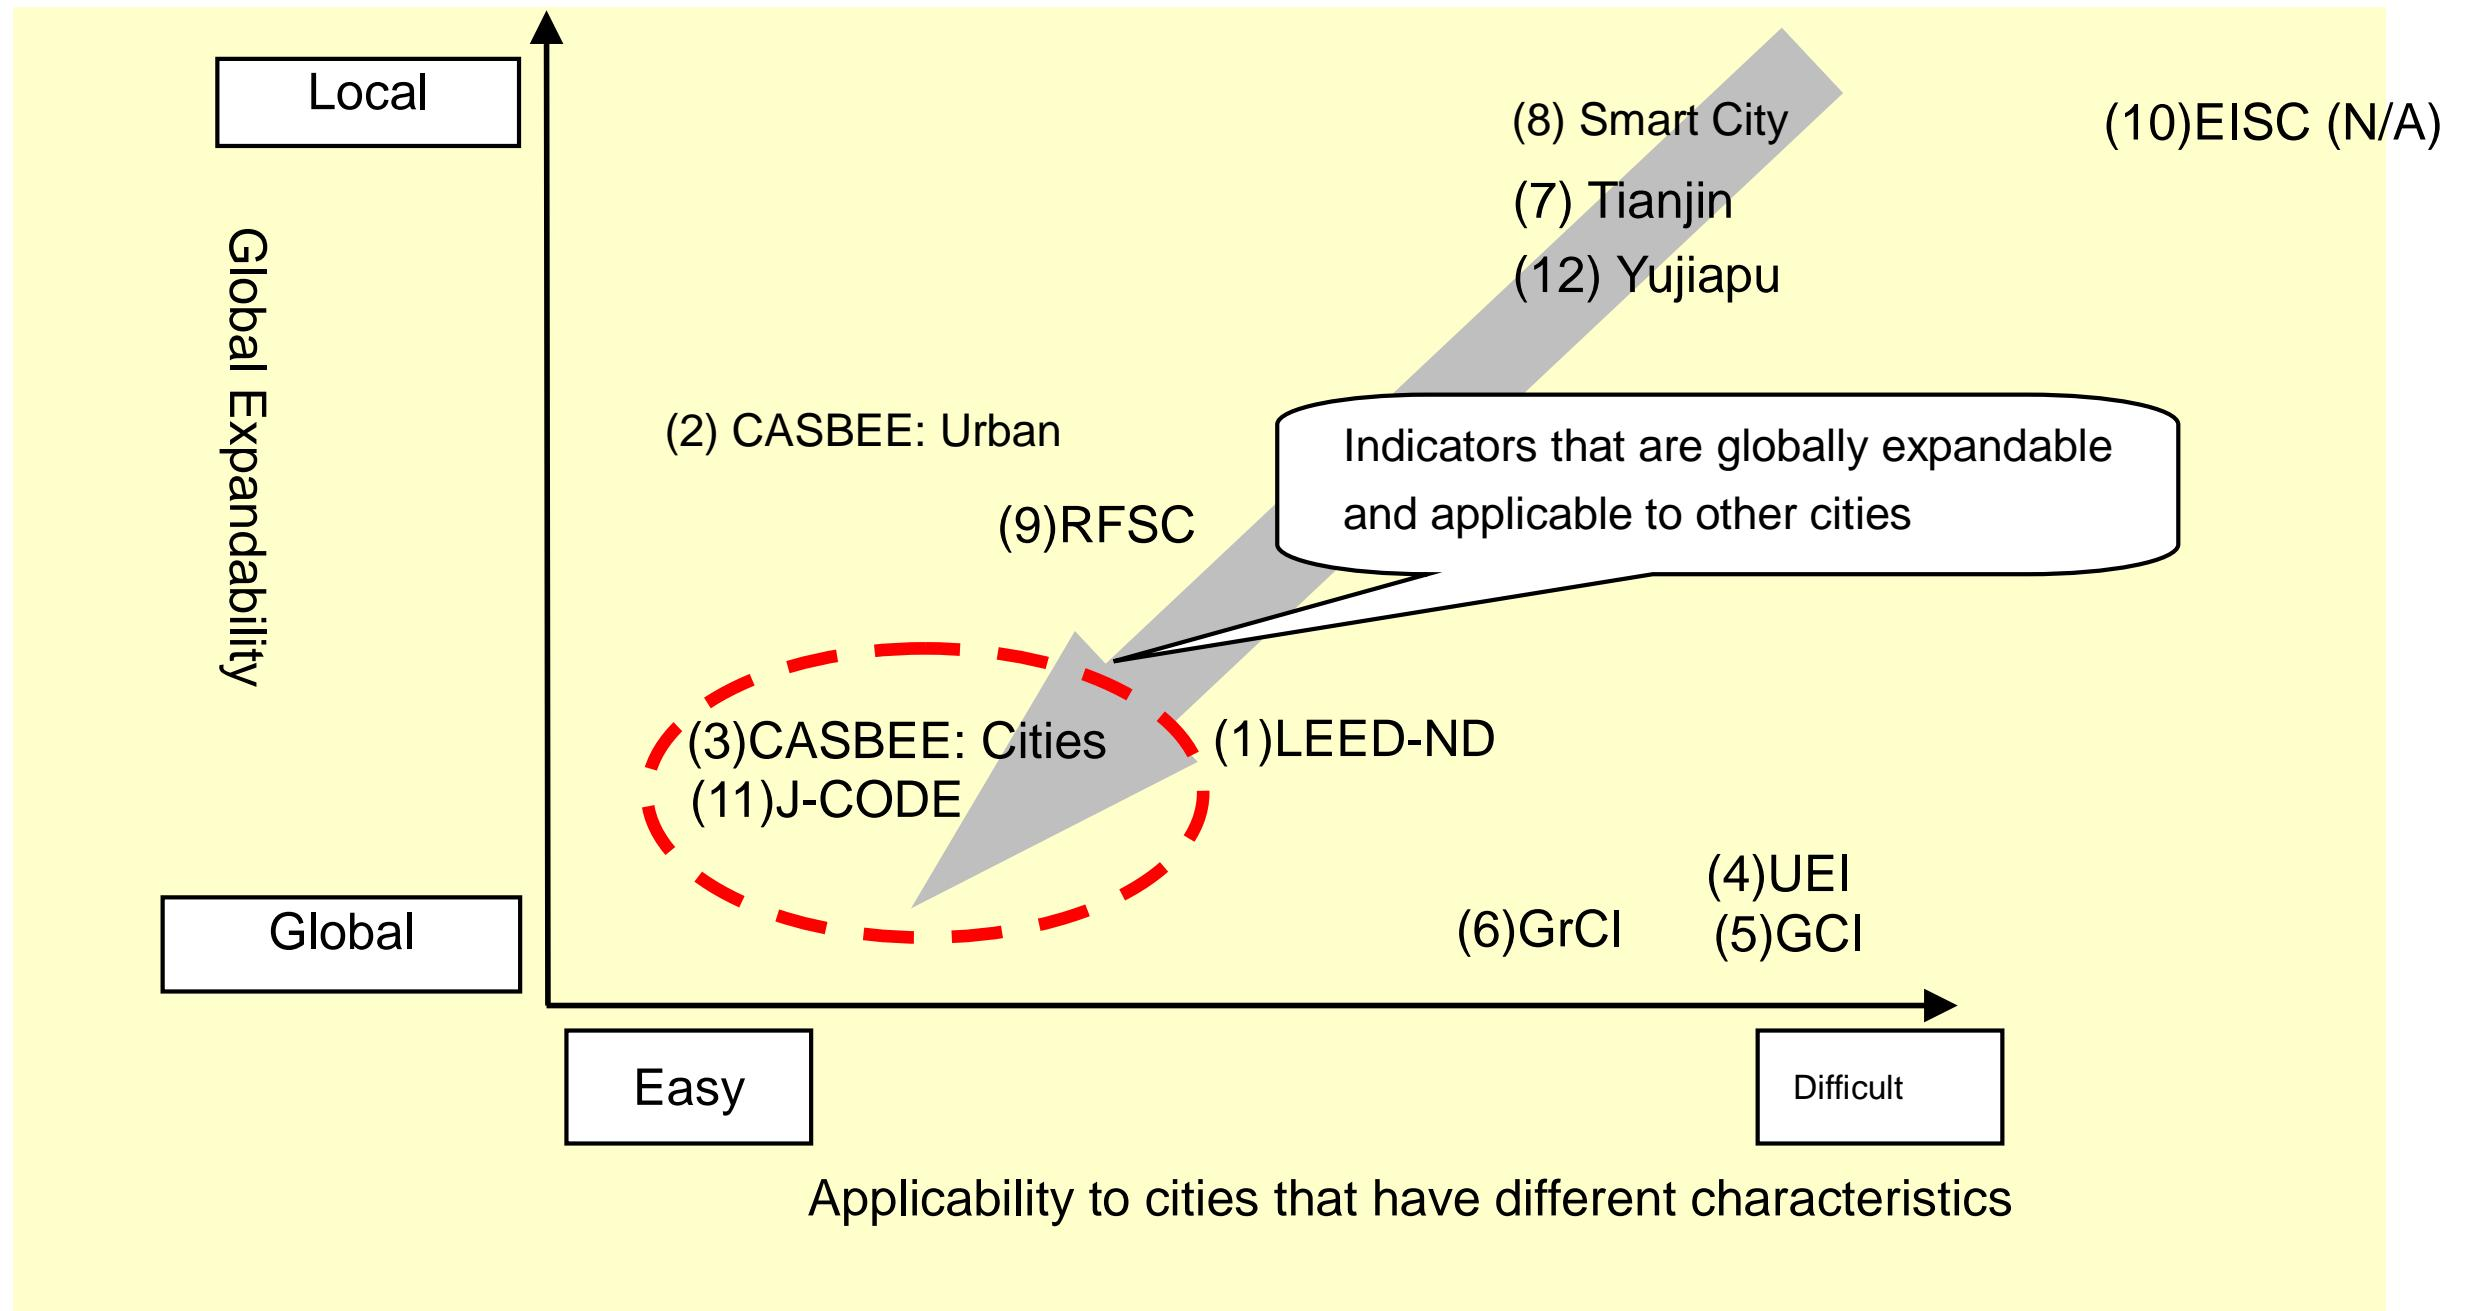 Local
(8) Smart City
(10)EISC (N/A)
(7) Tianjin
(12) Yujiapu
Global Expandability
(2) CASBEE: Urban
Indicators that are globally expandable
and applicable to other cities
(9)RFSC
(3)CASBEE: Cities
(1)LEED-ND
(11)J-CODE
(4)UEI
Global
(6)GrCI
(5)GCI
Easy
Difficult
Applicability to cities that have different characteristics